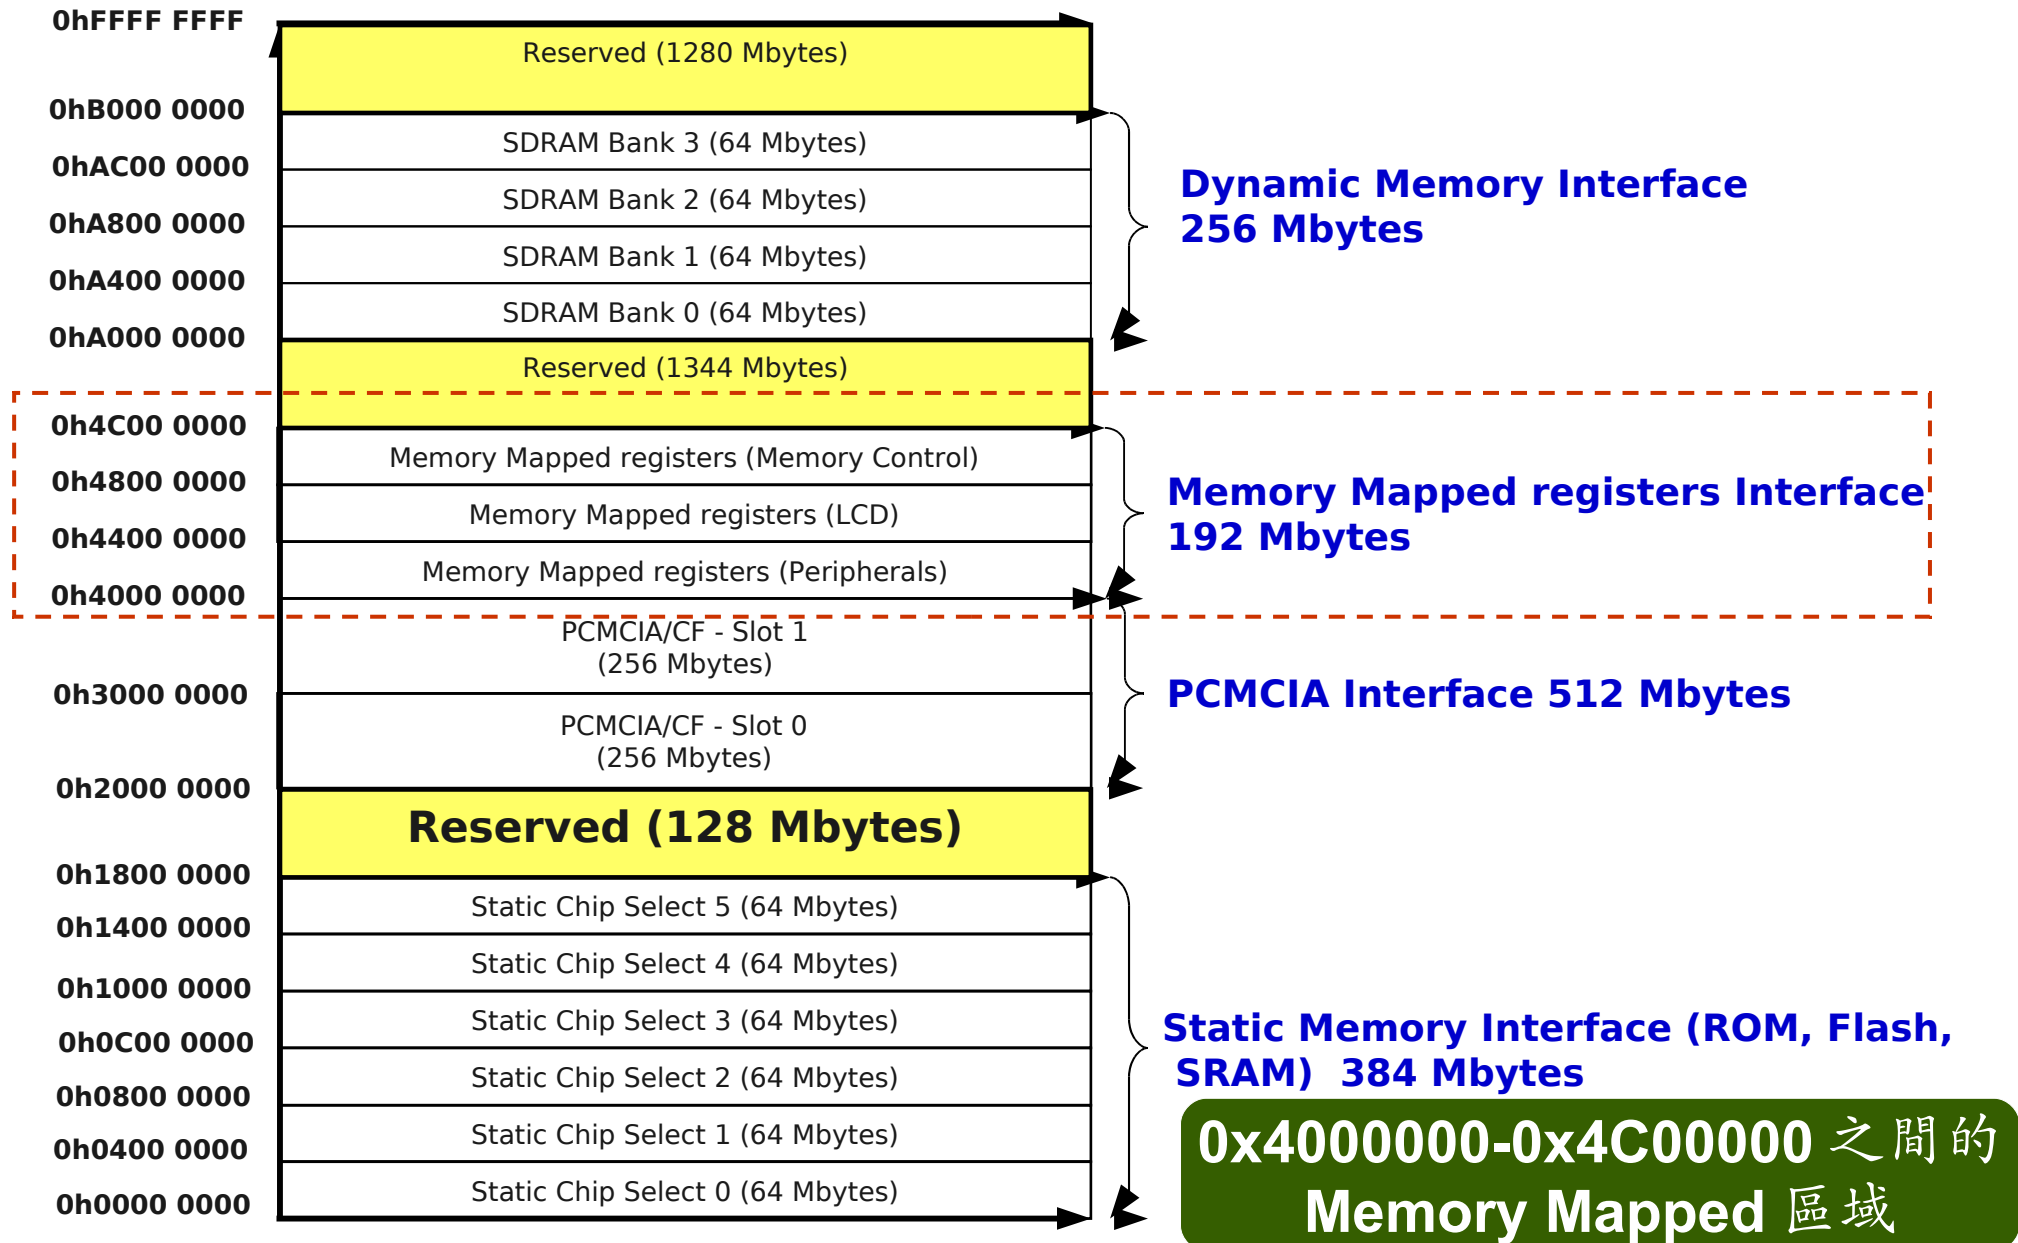 0hFFFF FFFF
Reserved (1280 Mbytes)
0hB000 0000
SDRAM Bank 3 (64 Mbytes)
0hAC00 0000
SDRAM Bank 2 (64 Mbytes)
0hA800 0000
SDRAM Bank 1 (64 Mbytes)
0hA400 0000
SDRAM Bank 0 (64 Mbytes)
0hA000 0000
Dynamic Memory Interface
256 Mbytes
Reserved (1344 Mbytes)
0h4C00 0000
Memory Mapped registers (Memory Control)
0h4800 0000
Memory Mapped registers (LCD)
0h4400 0000
Memory Mapped registers (Peripherals)
0h4000 0000
Memory Mapped registers Interface
192 Mbytes
PCMCIA/CF - Slot 1
(256 Mbytes)
0h3000 0000
PCMCIA Interface 512 Mbytes
PCMCIA/CF - Slot 0
(256 Mbytes)
0h2000 0000
Reserved (128 Mbytes)
0h1800 0000
Static Chip Select 5 (64 Mbytes)
0h1400 0000
Static Chip Select 4 (64 Mbytes)
0h1000 0000
Static Chip Select 3 (64 Mbytes)
0h0C00 0000
Static Chip Select 2 (64 Mbytes)
0h0800 0000
Static Chip Select 1 (64 Mbytes)
0h0400 0000
Static Chip Select 0 (64 Mbytes)
0h0000 0000
Static Memory Interface (ROM, Flash,
SRAM) 384 Mbytes
0x4000000-0x4C00000 之間的
Memory Mapped 區域